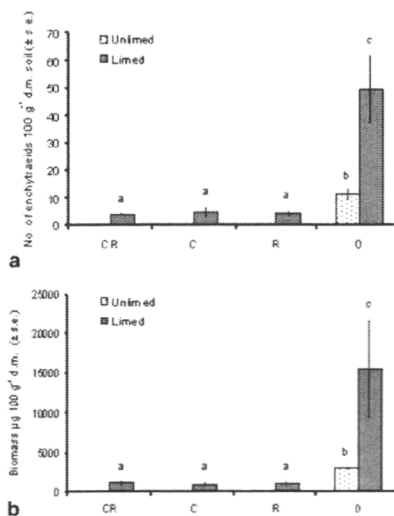 Unlimed
Limed
No. of enchytraeids 100 g⁻¹ d.m. soil (± s.e.)
70
60
50
40
30
20
10
0
a
a
a
b
c
CR
C
R
0
a
Unlimed
Limed
Biomass µg 100 g⁻¹ d.m. (± s.e.)
25000
20000
15000
10000
5000
0
a
a
a
b
c
CR
C
R
0
b